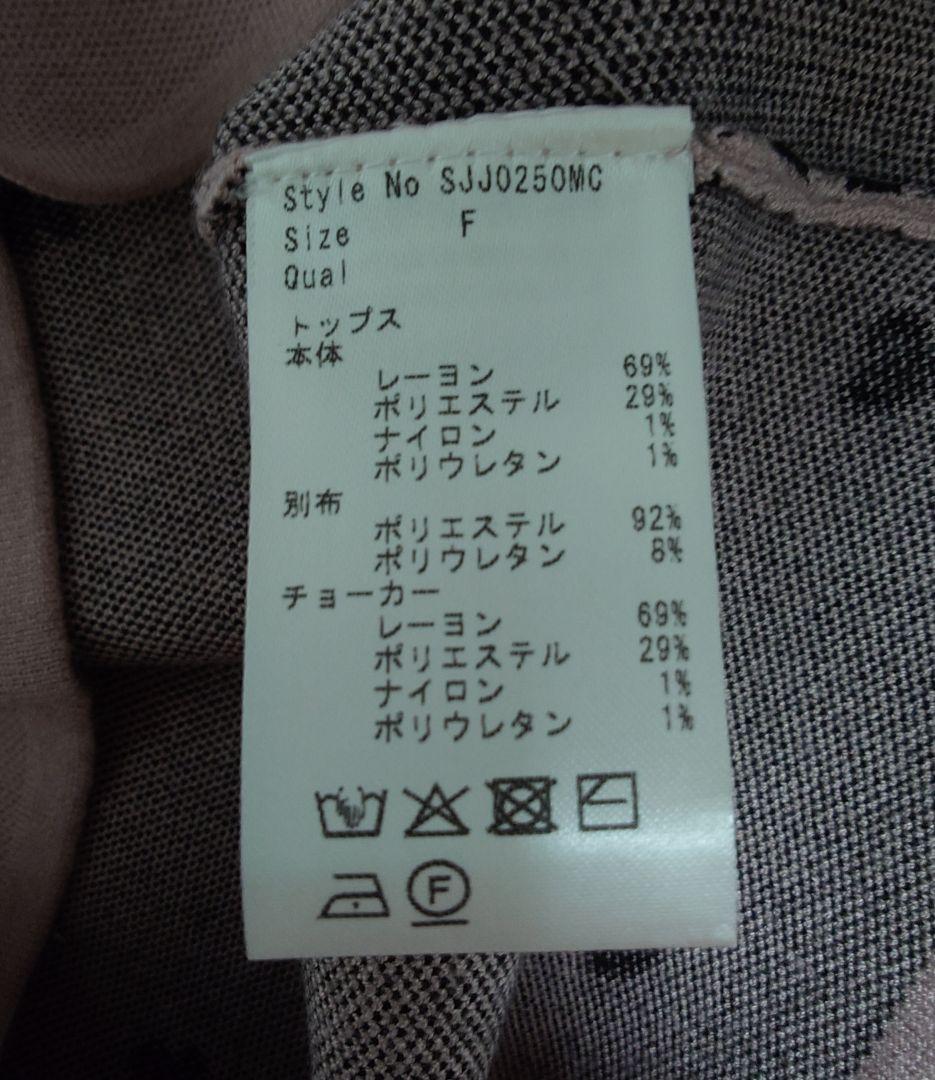 Style No SJJ0250MC
Size F
Qual
トップス
本体
レーヨン 69%
ポリエステル 29%
ナイロン 1%
ポリウレタン 1%
別布
ポリエステル 92%
ポリウレタン 8%
チョーカー
レーヨン 69%
ポリエステル 29%
ナイロン 1%
ポリウレタン 1%
F